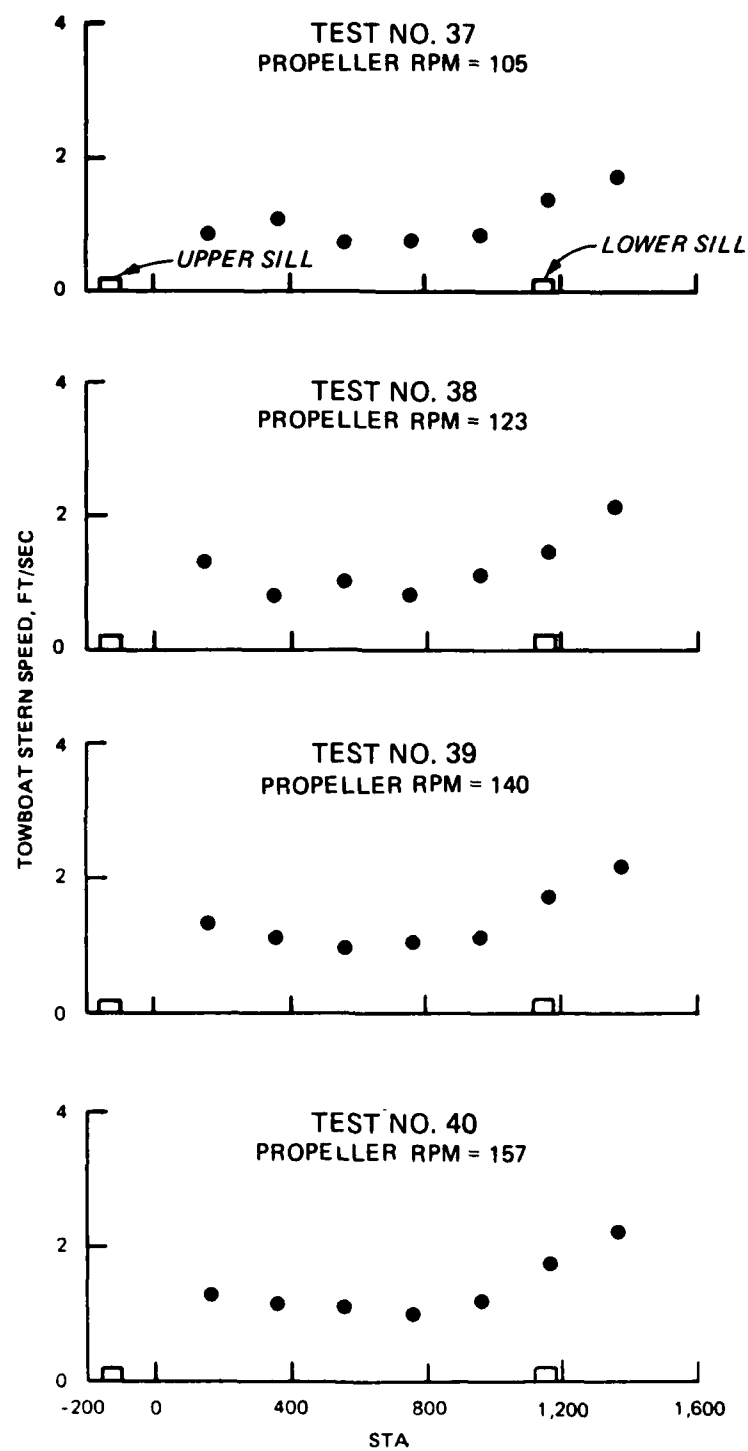 TEST NO. 37
PROPELLER RPM = 105
4
2
0
UPPER SILL
LOWER SILL
TEST NO. 38
PROPELLER RPM = 123
4
2
0
TOWBOAT STERN SPEED, FT/SEC
TEST NO. 39
PROPELLER RPM = 140
4
2
0
TEST NO. 40
PROPELLER RPM = 157
4
2
0
-200 0 400 800 1,200 1,600
STA